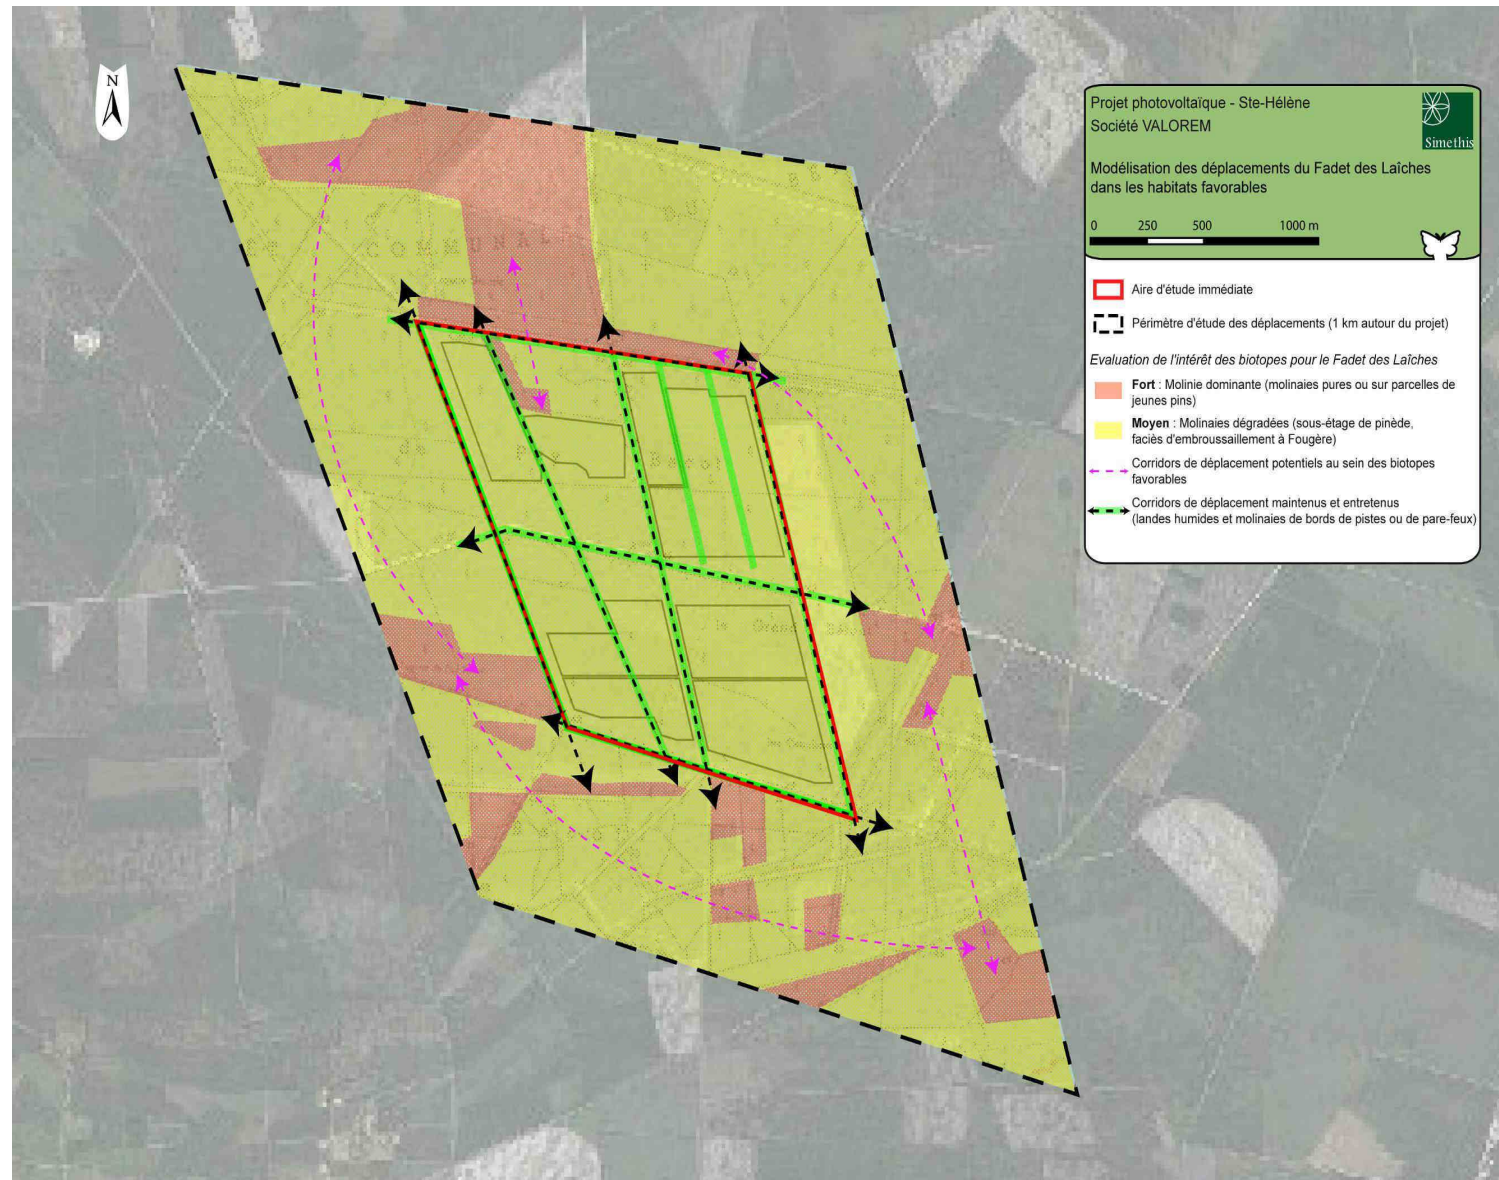 N
COMMUNAL
Projet photovoltaïque - Ste-Hélène
Société VALOREM
Simethis
Modélisation des déplacements du Fadet des Laîches
dans les habitats favorables
0 250 500 1000 m
Aire d'étude immédiate
Périmètre d'étude des déplacements (1 km autour du projet)
Evaluation de l'intérêt des biotopes pour le Fadet des Laîches
Fort : Molinie dominante (molinaies pures ou sur parcelles de
jeunes pins)
Moyen : Molinaies dégradées (sous-étage de pinède,
faciès d'embroussaillement à Fougère)
Corridors de déplacement potentiels au sein des biotopes
favorables
Corridors de déplacement maintenus et entretenus
(landes humides et molinaies de bords de pistes ou de pare-feux)